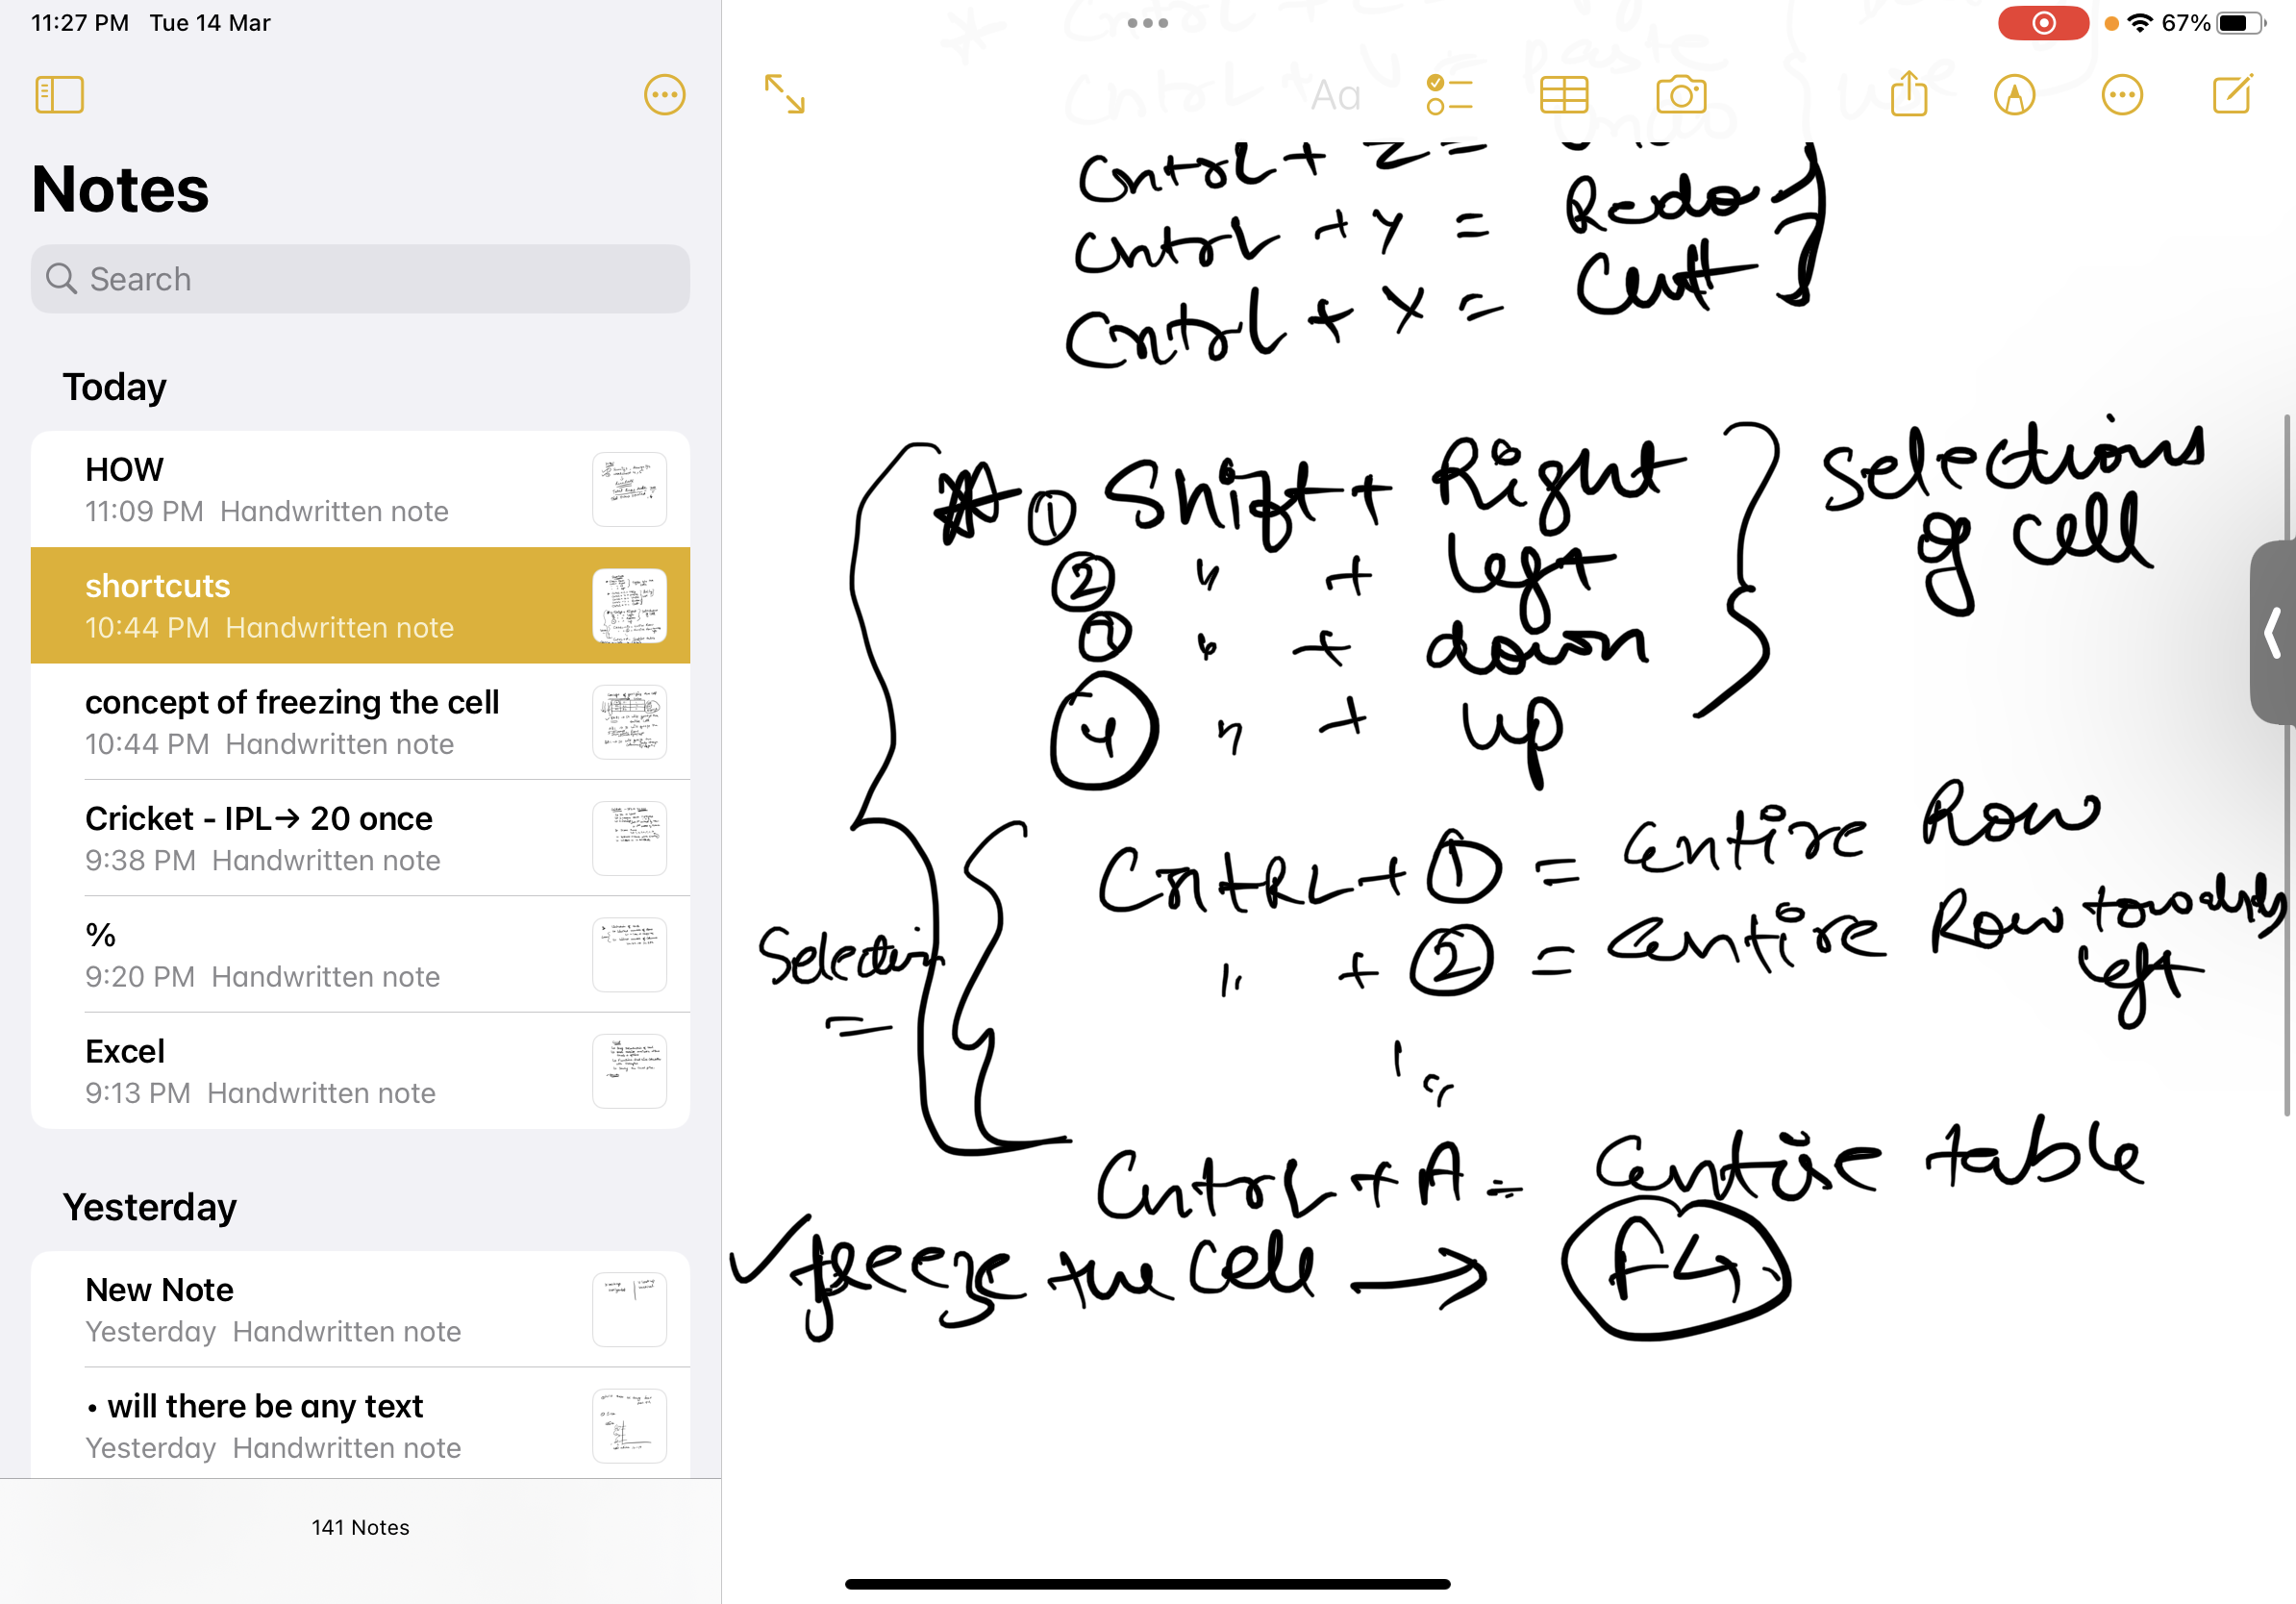 11:27 PM Tue 14 Mar
67%
Notes
Search
Today
HOW
11:09 PM Handwritten note
shortcuts
10:44 PM Handwritten note
concept of freezing the cell
10:44 PM Handwritten note
Cricket - IPL→ 20 once
9:38 PM Handwritten note
%
9:20 PM Handwritten note
Excel
9:13 PM Handwritten note
Yesterday
New Note
Yesterday Handwritten note
• will there be any text
Yesterday Handwritten note
141 Notes
Aa
Cntrl + V = paste
Cntrl + Z =
Cntrl + y = Redo
Cntrl + x = Cutt
* ① Shift + Right
② " + left
" + down
④ " + up
Selections
of cell
Selection
=
CntRL + ① = entire Row
" + ② = entire Row towards
left
Cntrl + A = entire table
✓ freeze the cell → F4